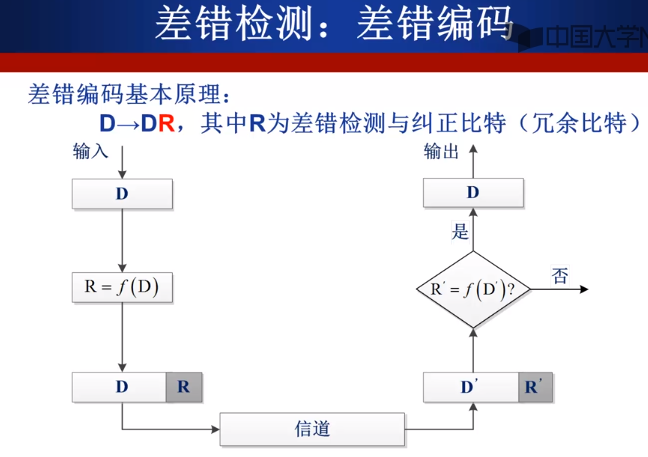 差错检测：差错编码
中国大学M
差错编码基本原理：
D→DR，其中R为差错检测与纠正比特（冗余比特）
输入
输出
D
D
是
R = f(D)
R′ = f(D′)?
否
D R
D′ R′
信道